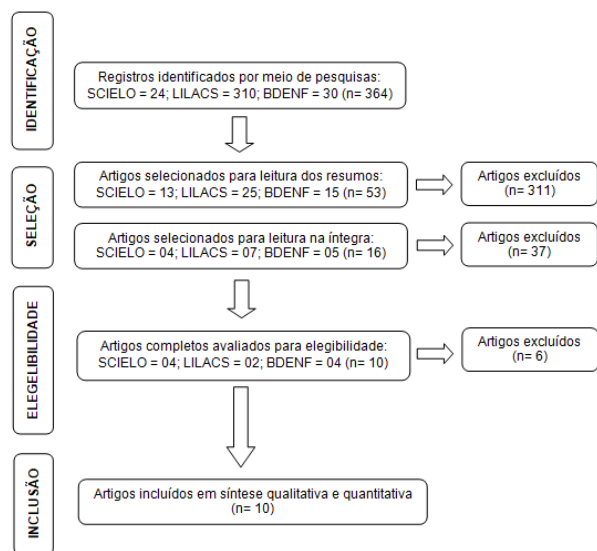 IDENTIFICAÇÃO
Registros identificados por meio de pesquisas:
SCIELO = 24; LILACS = 310; BDENF = 30 (n= 364)
SELEÇÃO
Artigos selecionados para leitura dos resumos:
SCIELO = 13; LILACS = 25; BDENF = 15 (n= 53)
Artigos excluídos
(n= 311)
Artigos selecionados para leitura na íntegra:
SCIELO = 04; LILACS = 07; BDENF = 05 (n= 16)
Artigos excluídos
(n= 37)
ELEGELIBILIDADE
Artigos completos avaliados para elegibilidade:
SCIELO = 04; LILACS = 02; BDENF = 04 (n= 10)
Artigos excluídos
(n= 6)
INCLUSÃO
Artigos incluídos em síntese qualitativa e quantitativa
(n= 10)